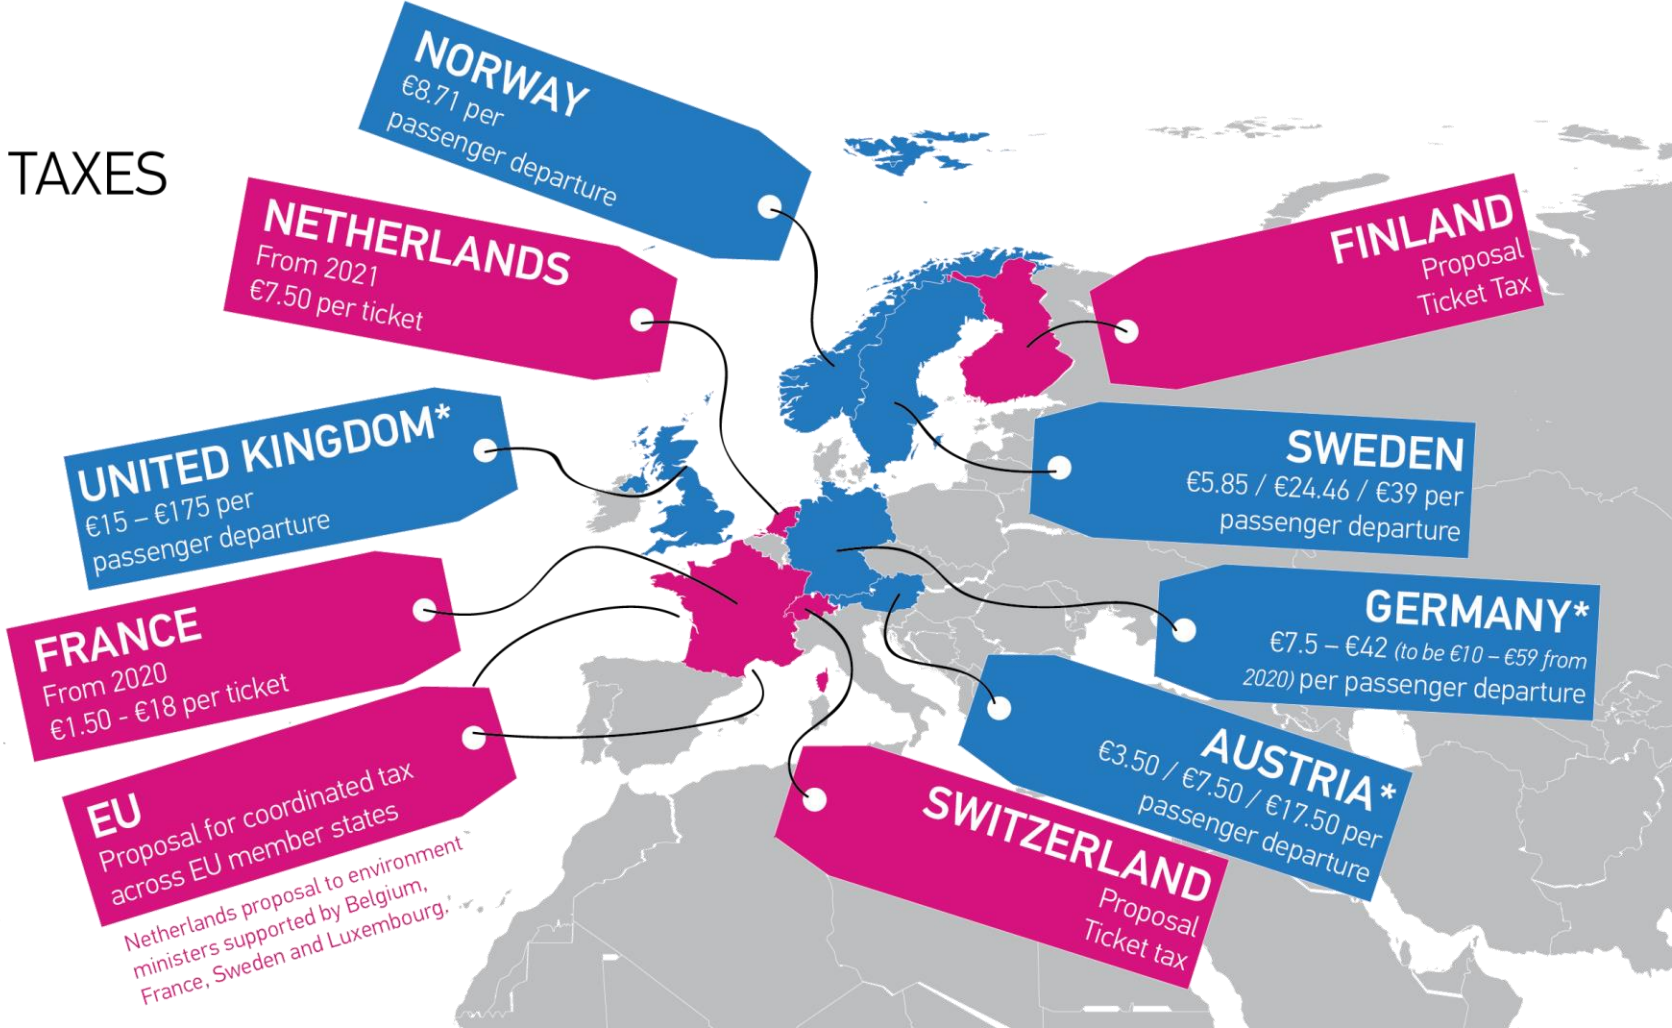 TAXES
NORWAY
€8.71 per
passenger departure
NETHERLANDS
From 2021
€7.50 per ticket
UNITED KINGDOM*
€15 – €175 per
passenger departure
FRANCE
From 2020
€1.50 - €18 per ticket
EU
Proposal for coordinated tax
across EU member states
Netherlands proposal to environment
ministers supported by Belgium,
France, Sweden and Luxembourg.
FINLAND
Proposal
Ticket Tax
SWEDEN
€5.85 / €24.46 / €39 per
passenger departure
GERMANY*
€7.5 – €42 (to be €10 – €59 from
2020) per passenger departure
AUSTRIA*
€3.50 / €7.50 / €17.50 per
passenger departure
SWITZERLAND
Proposal
Ticket tax